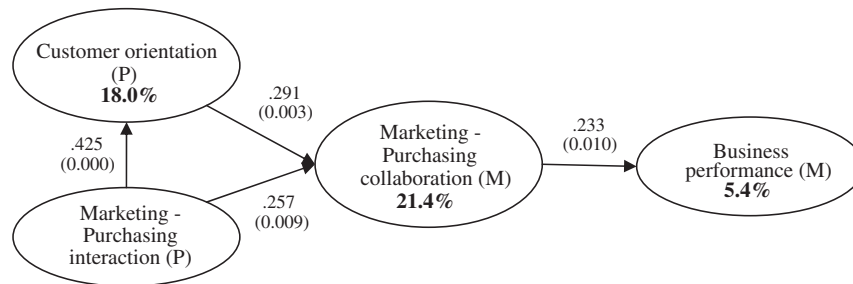 Customer orientation
(P)
18.0%
.291
(0.003)
.425
(0.000)
Marketing -
Purchasing
collaboration (M)
21.4%
.233
(0.010)
Business
performance (M)
5.4%
Marketing -
Purchasing
interaction (P)
.257
(0.009)